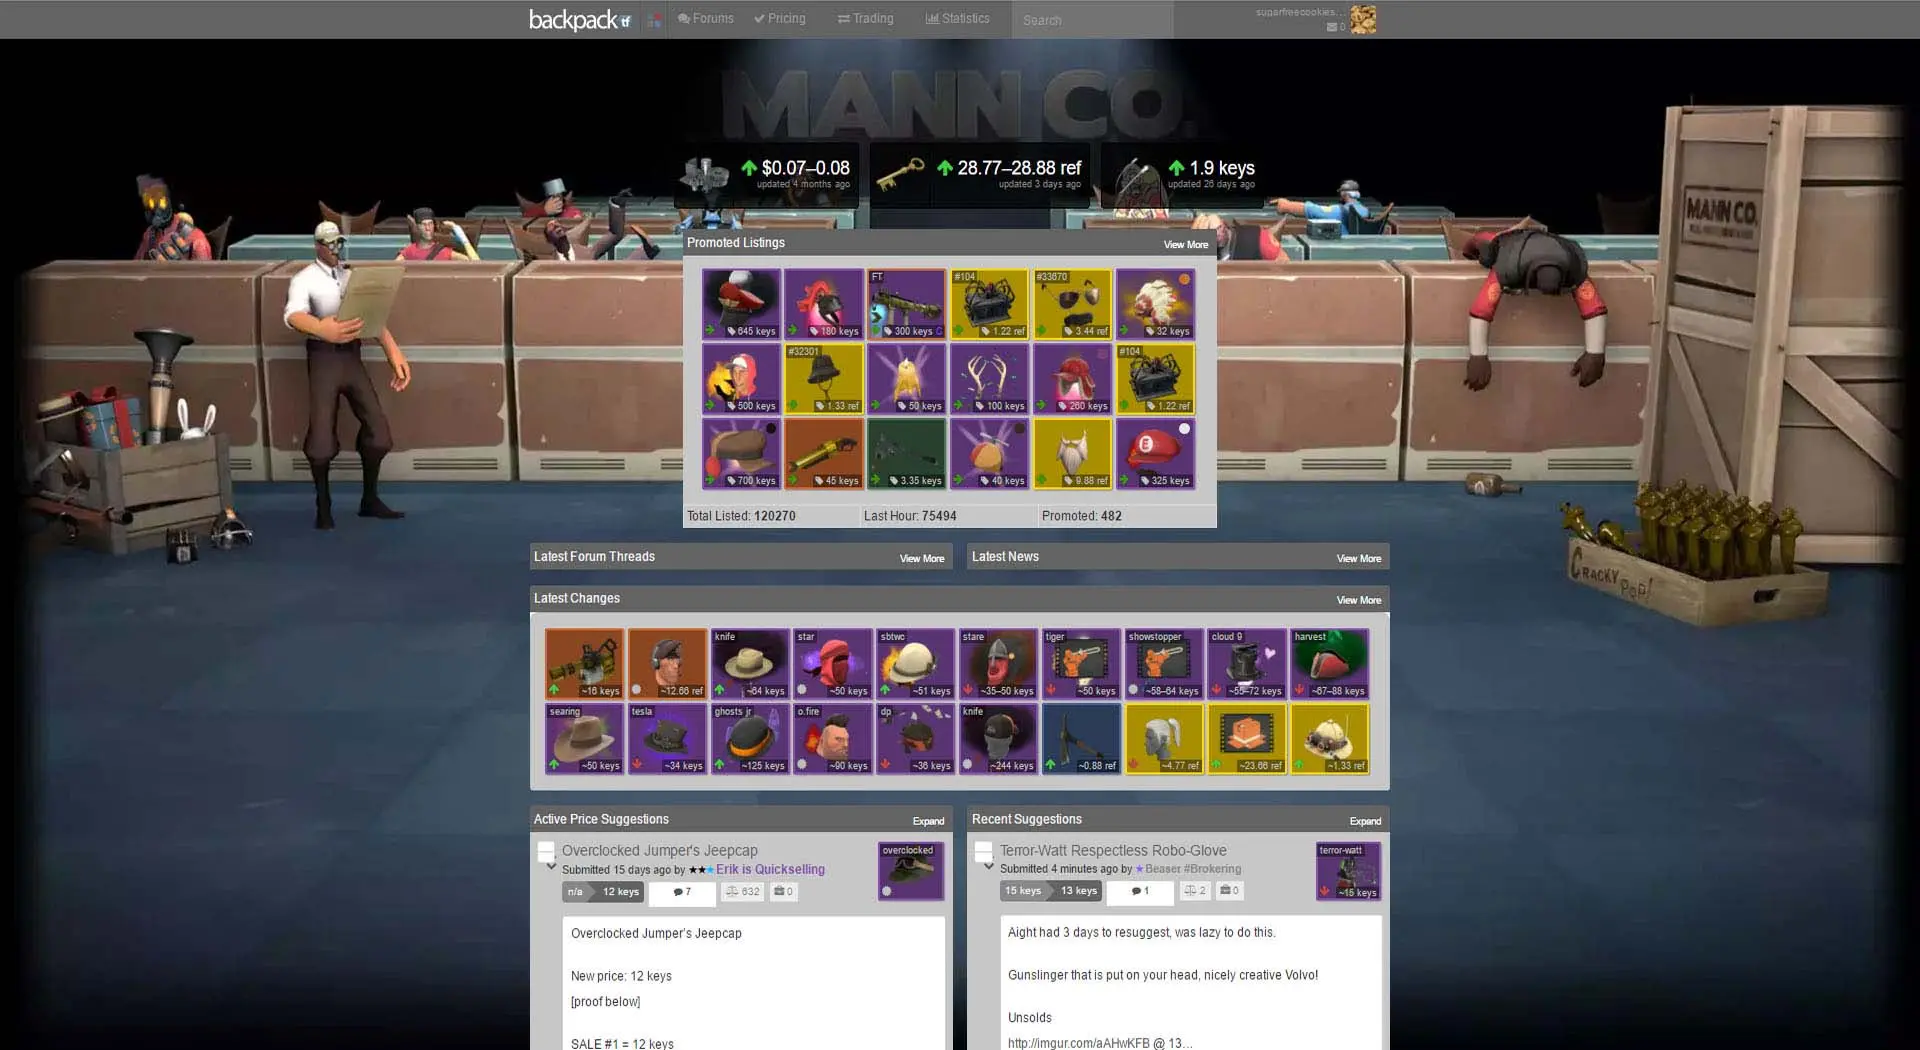 backpack tf
Forums
Pricing
Trading
Statistics
Search
sugarfreecookies...
0
MANN CO.
$0.07–0.08
updated 4 months ago
28.77–28.88 ref
updated 3 days ago
1.9 keys
updated 26 days ago
MANN CO.
Promoted Listings
View More
645 keys
180 keys
FT
300 keys C
#104
1.22 ref
#33670
3.44 ref
32 keys
500 keys
#32301
1.33 ref
50 keys
100 keys
260 keys
#104
1.22 ref
700 keys
45 keys
3.35 keys
40 keys
9.88 ref
E
325 keys
Total Listed: 120270
Last Hour: 75494
Promoted: 482
CRACKY POP!
Latest Forum Threads
View More
Latest News
View More
Latest Changes
View More
~16 keys
~12.66 ref
knife
~64 keys
star
~50 keys
sbtwc
~51 keys
stare
~35–50 keys
tiger
~50 keys
showstopper
~58–64 keys
cloud 9
~55–72 keys
harvest
~67–88 keys
searing
~50 keys
tesla
~34 keys
ghosts jr
~125 keys
o.fire
~90 keys
dp
~36 keys
knife
~244 keys
~0.88 ref
~4.77 ref
~23.66 ref
~1.33 ref
Active Price Suggestions
Expand
Overclocked Jumper's Jeepcap
Submitted 15 days ago by ★★★Erik is Quickselling
n/a
12 keys
7
632
0
overclocked
Overclocked Jumper's Jeepcap
New price: 12 keys
[proof below]
SALE #1 = 12 keys
Recent Suggestions
Expand
Terror-Watt Respectless Robo-Glove
Submitted 4 minutes ago by ★Beaser #Brokering
15 keys
13 keys
1
2
0
terror-watt
~15 keys
Aight had 3 days to resuggest, was lazy to do this.
Gunslinger that is put on your head, nicely creative Volvo!
Unsolds
http://imgur.com/aAHwKFB @ 13...